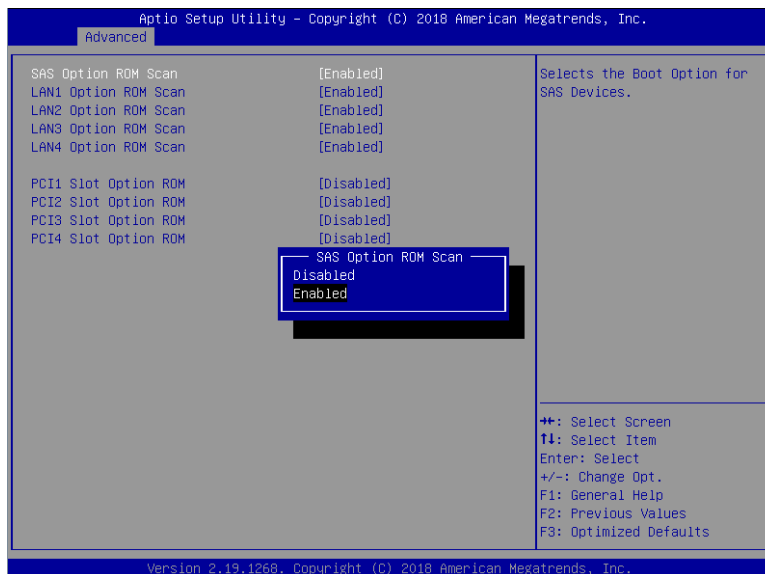 Aptio Setup Utility – Copyright (C) 2018 American Megatrends, Inc.
Advanced
SAS Option ROM Scan [Enabled]
LAN1 Option ROM Scan [Enabled]
LAN2 Option ROM Scan [Enabled]
LAN3 Option ROM Scan [Enabled]
LAN4 Option ROM Scan [Enabled]
PCI1 Slot Option ROM [Disabled]
PCI2 Slot Option ROM [Disabled]
PCI3 Slot Option ROM [Disabled]
PCI4 Slot Option ROM [Disabled]
SAS Option ROM Scan
Disabled
Enabled
Selects the Boot Option for
SAS Devices.
→←: Select Screen
↑↓: Select Item
Enter: Select
+/-: Change Opt.
F1: General Help
F2: Previous Values
F3: Optimized Defaults
Version 2.19.1268. Copyright (C) 2018 American Megatrends, Inc.